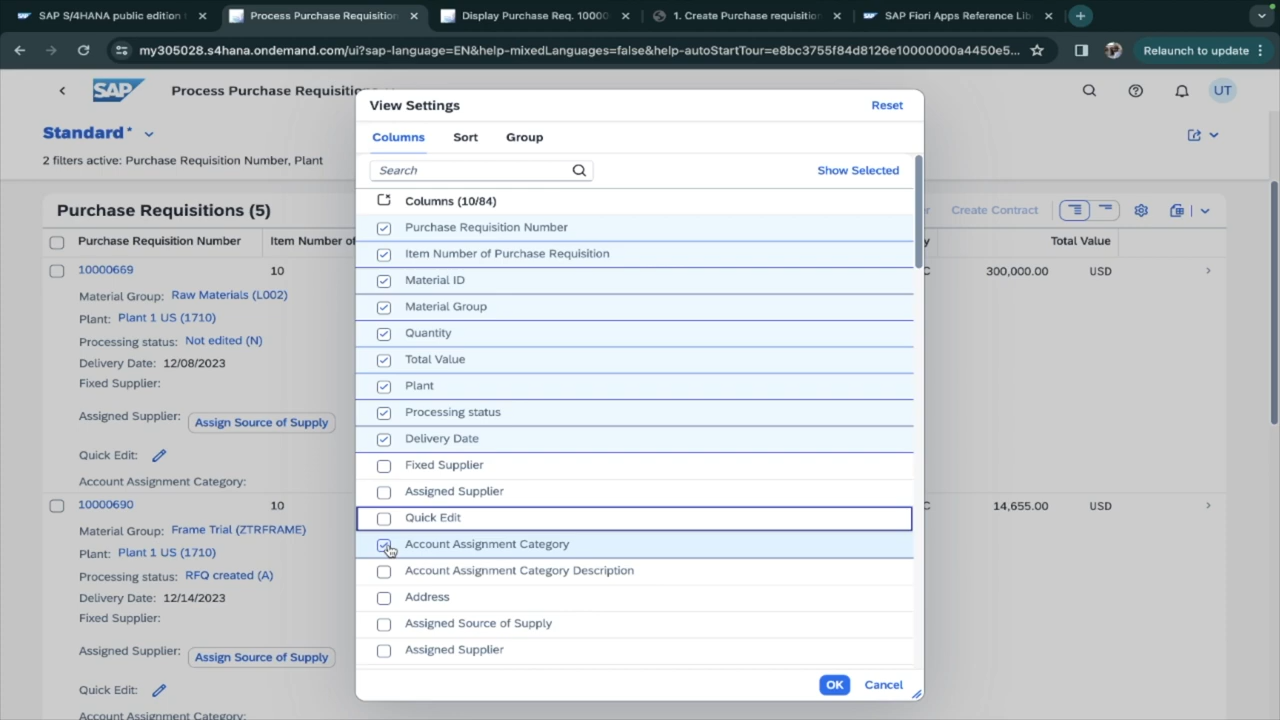 SAP S/4HANA public edition
Process Purchase Requisition
Display Purchase Req. 1000
1. Create Purchase requisition
SAP Fiori Apps Reference Lib
my305028.s4hana.ondemand.com/ui?sap-language=EN&help-mixedLanguages=false&help-autoStartTour=e8bc3755f84d8126e10000000a4450e5...
Relaunch to update
SAP
Process Purchase Requisitions
UT
Standard *
2 filters active: Purchase Requisition Number, Plant
Purchase Requisitions (5)
Create Contract
Purchase Requisition Number
Item Number of
Total Value
10000669
10
300,000.00
USD
Material Group: Raw Materials (L002)
Plant: Plant 1 US (1710)
Processing status: Not edited (N)
Delivery Date: 12/08/2023
Fixed Supplier:
Assigned Supplier: Assign Source of Supply
Quick Edit:
Account Assignment Category:
10000690
10
14,655.00
USD
Material Group: Frame Trial (ZTRFRAME)
Plant: Plant 1 US (1710)
Processing status: RFQ created (A)
Delivery Date: 12/14/2023
Fixed Supplier:
Assigned Supplier: Assign Source of Supply
Quick Edit:
Account Assignment Category:
View Settings
Reset
Columns
Sort
Group
Search
Show Selected
Columns (10/84)
Purchase Requisition Number
Item Number of Purchase Requisition
Material ID
Material Group
Quantity
Total Value
Plant
Processing status
Delivery Date
Fixed Supplier
Assigned Supplier
Quick Edit
Account Assignment Category
Account Assignment Category Description
Address
Assigned Source of Supply
Assigned Supplier
OK
Cancel